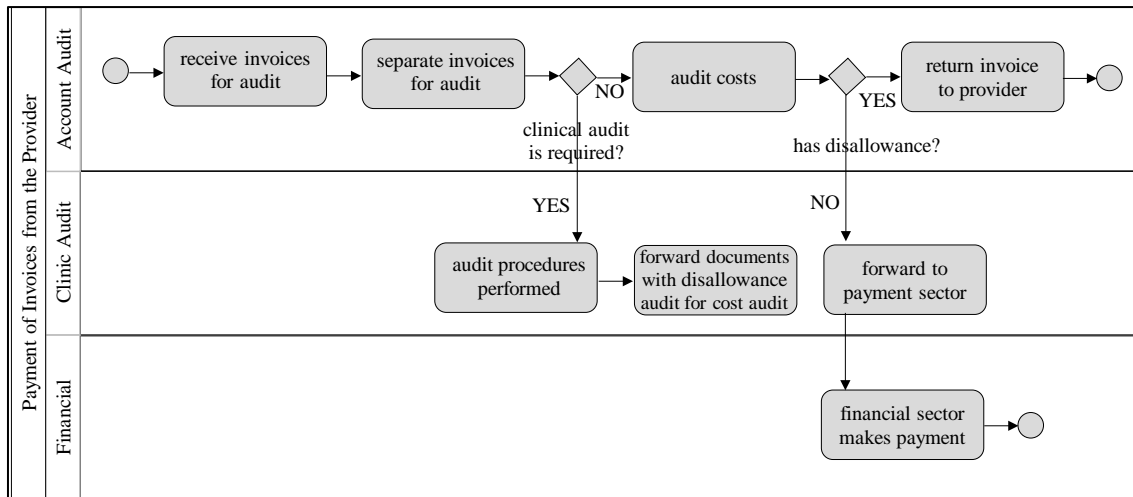 Payment of Invoices from the Provider
Account Audit
receive invoices
for audit
separate invoices
for audit
NO
audit costs
YES
return invoice
to provider
clinical audit
is required?
has disallowance?
Clinic Audit
YES
NO
audit procedures
performed
forward documents
with disallowance
audit for cost audit
forward to
payment sector
Financial
financial sector
makes payment